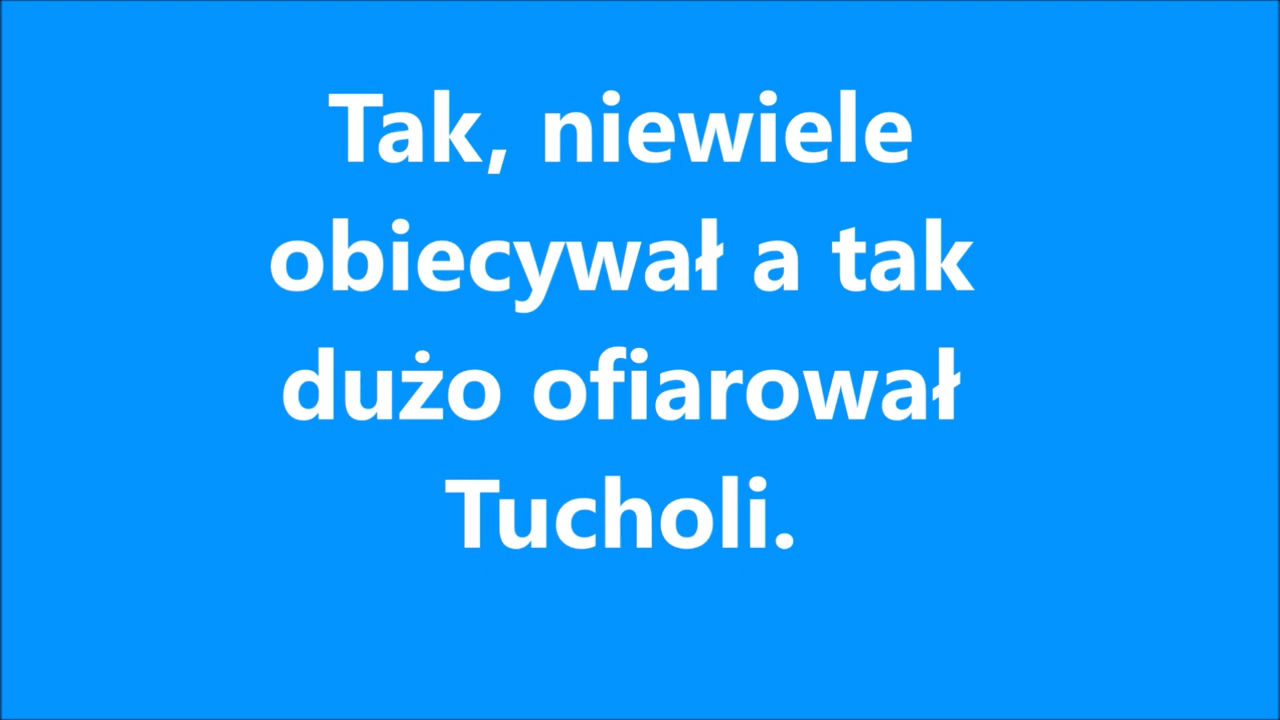 Tak, niewiele
obiecywał a tak
dużo ofiarował
Tucholi.